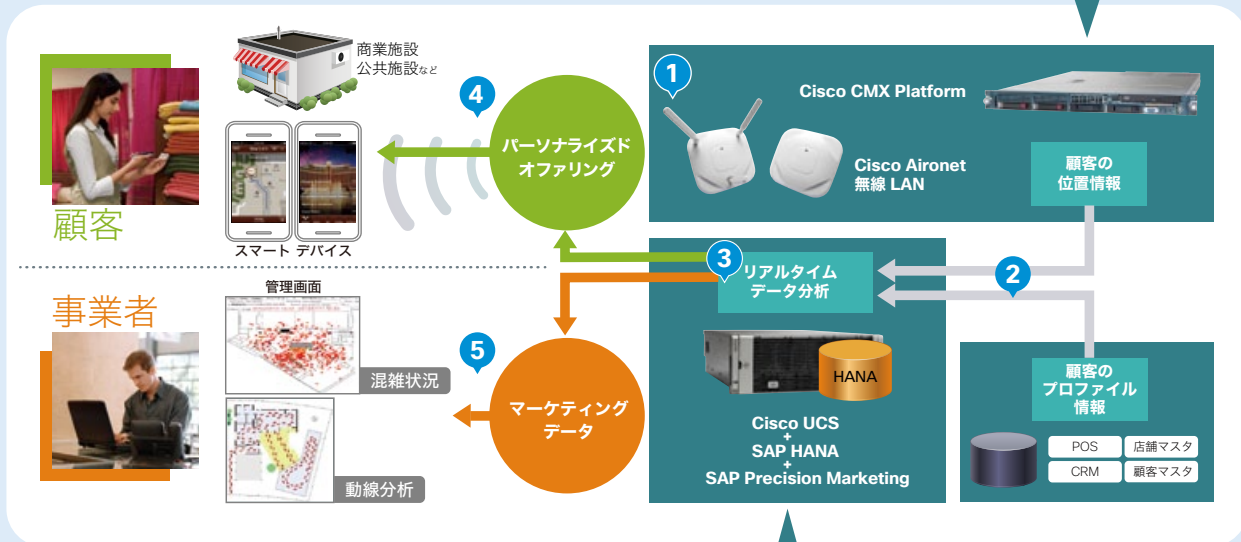 商業施設
公共施設など
顧客
スマート デバイス
4
パーソナライズド
オファリング
1
Cisco CMX Platform
Cisco Aironet
無線 LAN
顧客の
位置情報
2
3
リアルタイム
データ分析
HANA
Cisco UCS
+
SAP HANA
+
SAP Precision Marketing
顧客の
プロファイル
情報
POS
店舗マスタ
CRM
顧客マスタ
事業者
管理画面
混雑状況
動線分析
5
マーケティング
データ